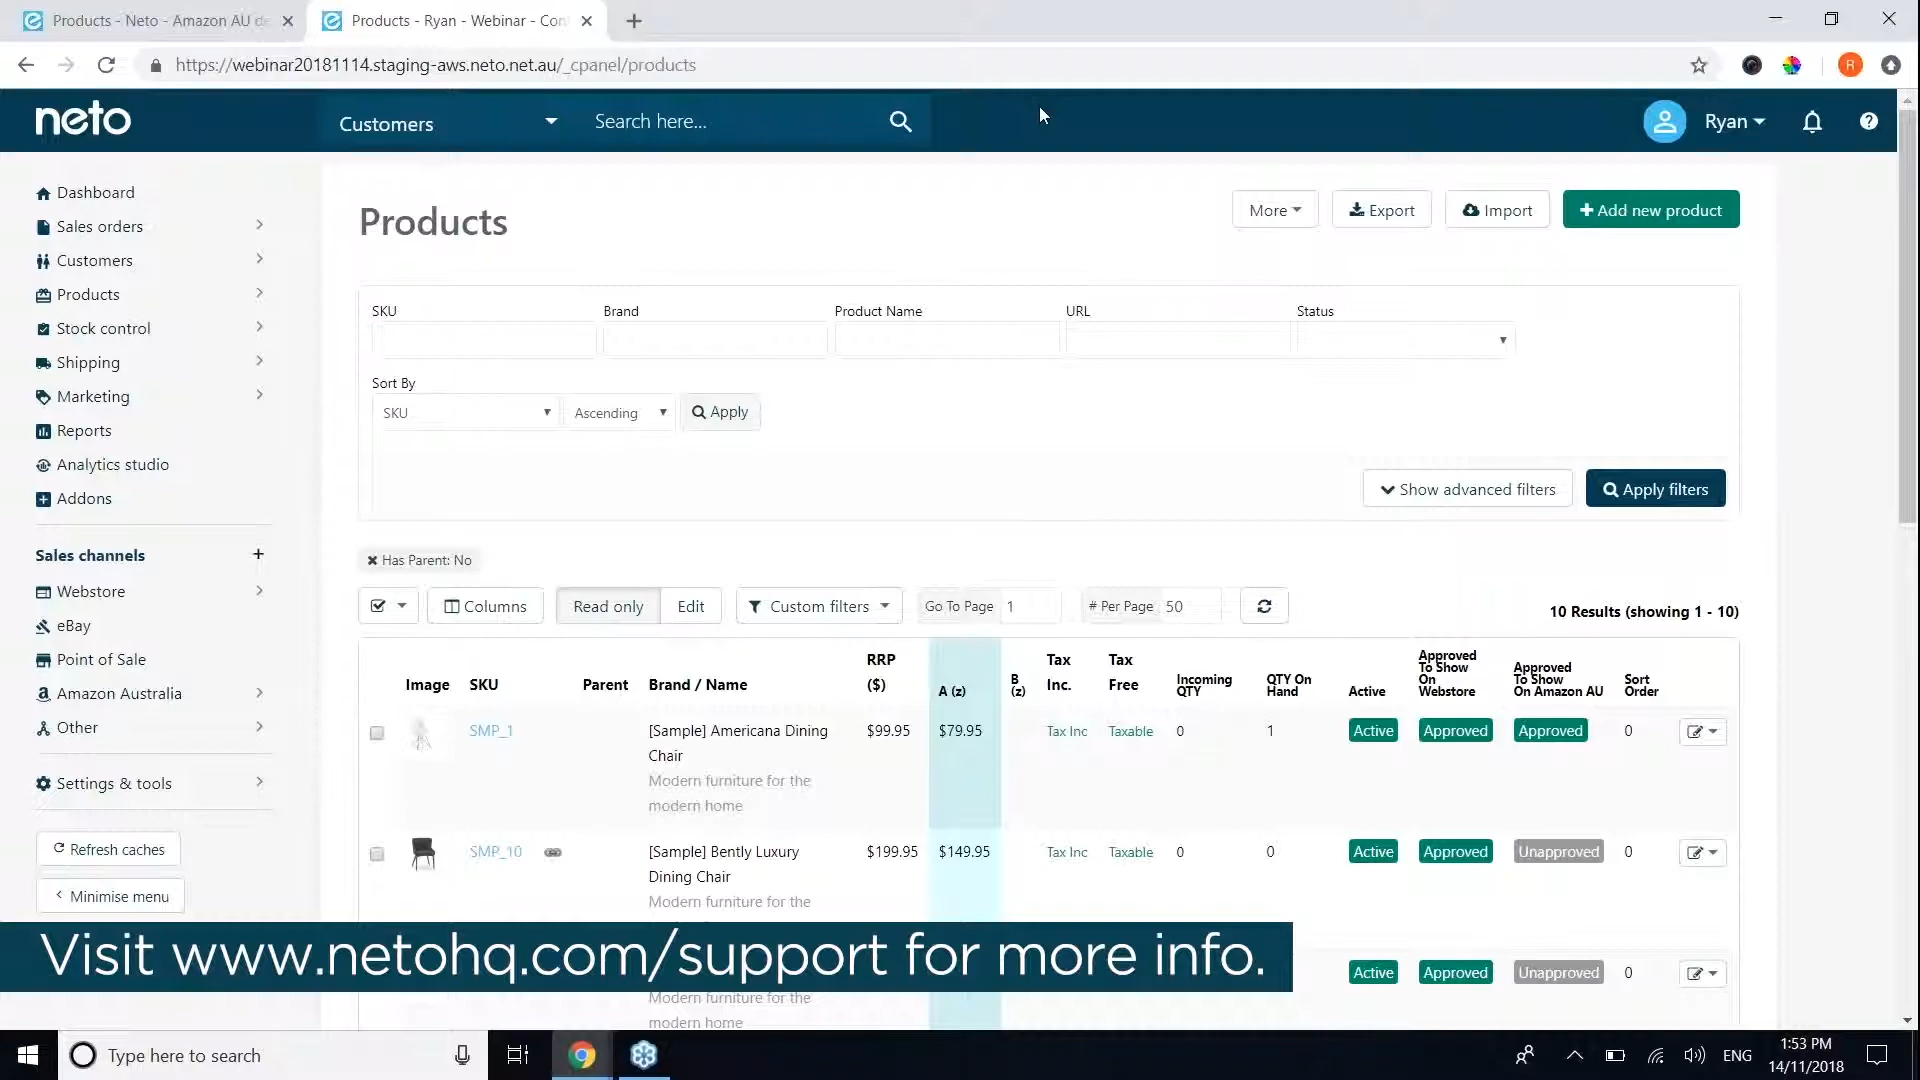 Products - Neto - Amazon AU de
Products - Ryan - Webinar - Con
https://webinar20181114.staging-aws.neto.net.au/_cpanel/products
neto
Customers
Search here...
Ryan
Dashboard
Sales orders
Customers
Products
Stock control
Shipping
Marketing
Reports
Analytics studio
Addons
Sales channels +
Webstore
eBay
Point of Sale
Amazon Australia
Other
Settings & tools
Refresh caches
Minimise menu
Products
More
Export
Import
Add new product
SKU
Brand
Product Name
URL
Status
Sort By
SKU
Ascending
Apply
Show advanced filters
Apply filters
Has Parent: No
Columns
Read only
Edit
Custom filters
Go To Page 1
# Per Page 50
10 Results (showing 1 - 10)
Image
SKU
Parent
Brand / Name
RRP
($)
A (z)
B
(z)
Tax
Inc.
Tax
Free
Incoming
QTY
QTY On
Hand
Active
Approved
To Show
On
Webstore
Approved
To Show
On Amazon AU
Sort
Order
SMP_1
[Sample] Americana Dining
Chair
Modern furniture for the
modern home
$99.95
$79.95
Tax Inc
Taxable
0
1
Active
Approved
Approved
0
SMP_10
[Sample] Bently Luxury
Dining Chair
Modern furniture for the
$199.95
$149.95
Tax Inc
Taxable
0
0
Active
Approved
Unapproved
0
Active
Approved
Unapproved
0
Modern furniture for the
modern home
Visit www.netohq.com/support for more info.
Type here to search
ENG
1:53 PM
14/11/2018